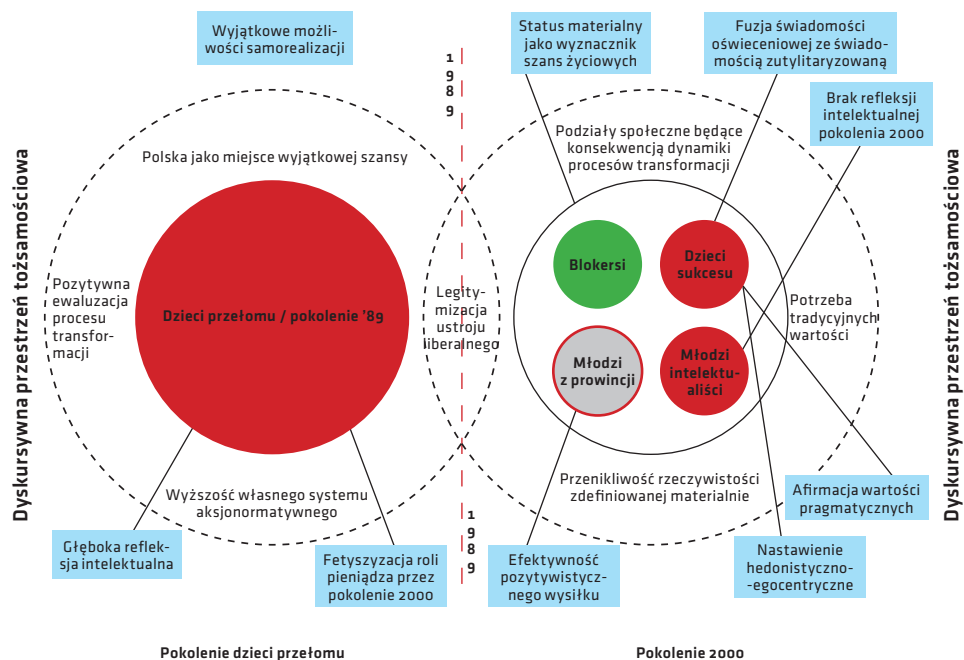 Wyjątkowe możli-
wości samorealizacji
1
9
8
9
Status materialny
jako wyznacznik
szans życiowych
Fuzja świadomości
oświeceniowej ze świado-
mością zutylitaryzowaną
Brak refleksji
intelektualnej
pokolenia 2000
Dyskursywna przestrzeń tożsamościowa
Polska jako miejsce wyjątkowej szansy
Pozytywna
ewaluzacja
procesu
transfor-
macji
Dzieci przełomu / pokolenie '89
Wyższość własnego systemu
aksjonormatywnego
Legity-
mizacja
ustroju
liberalnego
Podziały społeczne będące
konsekwencją dynamiki
procesów transformacji
Blokersi
Dzieci
sukcesu
Młodzi
z prowincji
Młodzi
intelektu-
aliści
Potrzeba
tradycyjnych
wartości
Przenikliwość rzeczywistości
zdefiniowanej materialnie
Dyskursywna przestrzeń tożsamościowa
Głęboka reflek-
sja intelektualna
Fetyszyzacja roli
pieniądza przez
pokolenie 2000
1
9
8
9
Efektywność
pozytywistycz-
nego wysiłku
Nastawienie
hedonistyczno-
-egocentryczne
Afirmacja wartości
pragmatycznych
Pokolenie dzieci przełomu
Pokolenie 2000